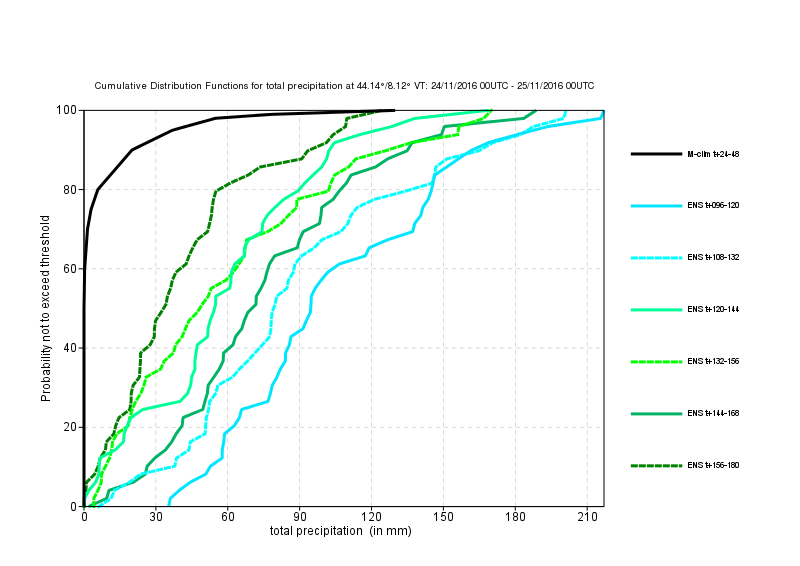 Cumulative Distribution Functions for total precipitation at 44.14°/8.12° VT: 24/11/2016 00UTC - 25/11/2016 00UTC
100
80
60
40
20
0
Probability not to exceed threshold
0 30 60 90 120 150 180 210
total precipitation (in mm)
M-clim t+24-48
ENS t+096-120
ENS t+108-132
ENS t+120-144
ENS t+132-156
ENS t+144-168
ENS t+156-180